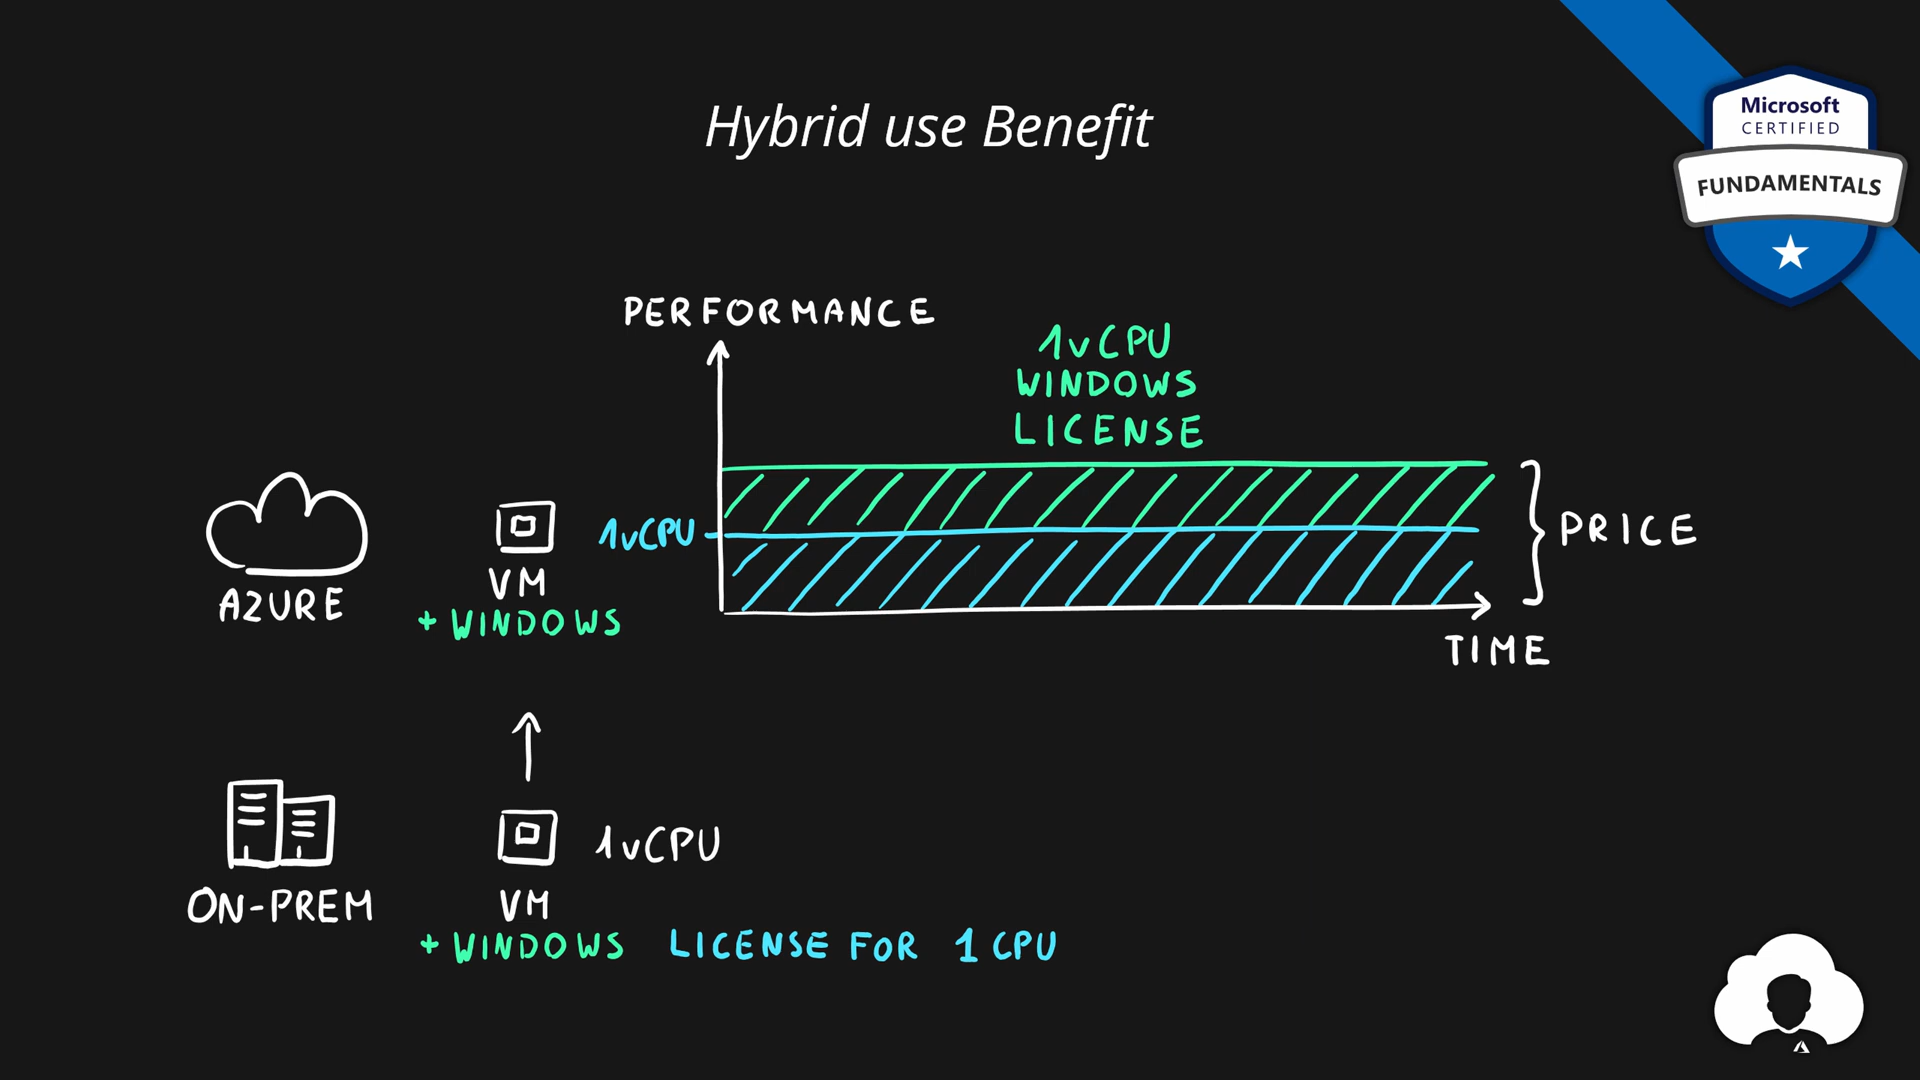 Hybrid use Benefit
Microsoft
CERTIFIED
FUNDAMENTALS
PERFORMANCE
1vCPU
WINDOWS
LICENSE
1vCPU
PRICE
TIME
AZURE
VM
+ WINDOWS
1vCPU
ON-PREM
VM
+ WINDOWS LICENSE FOR 1 CPU